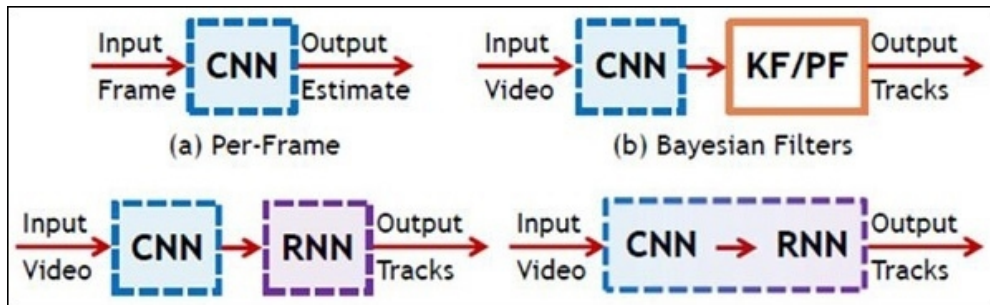 Input
Frame
CNN
Output
Estimate
(a) Per-Frame
Input
Video
CNN
KF/PF
Output
Tracks
(b) Bayesian Filters
Input
Video
CNN
RNN
Output
Tracks
Input
Video
CNN
RNN
Output
Tracks